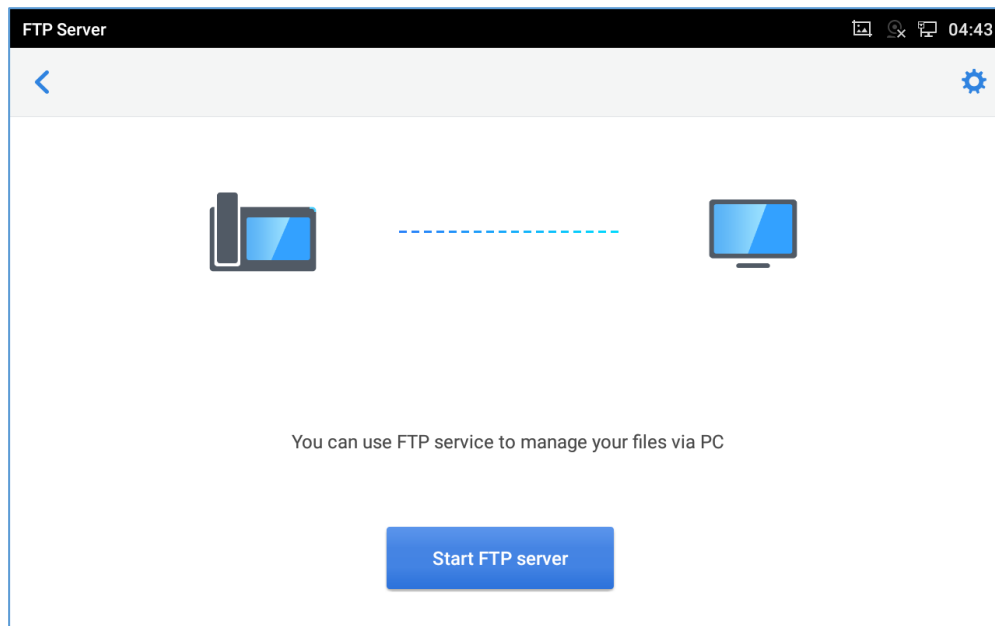 FTP Server
04:43
You can use FTP service to manage your files via PC
Start FTP server